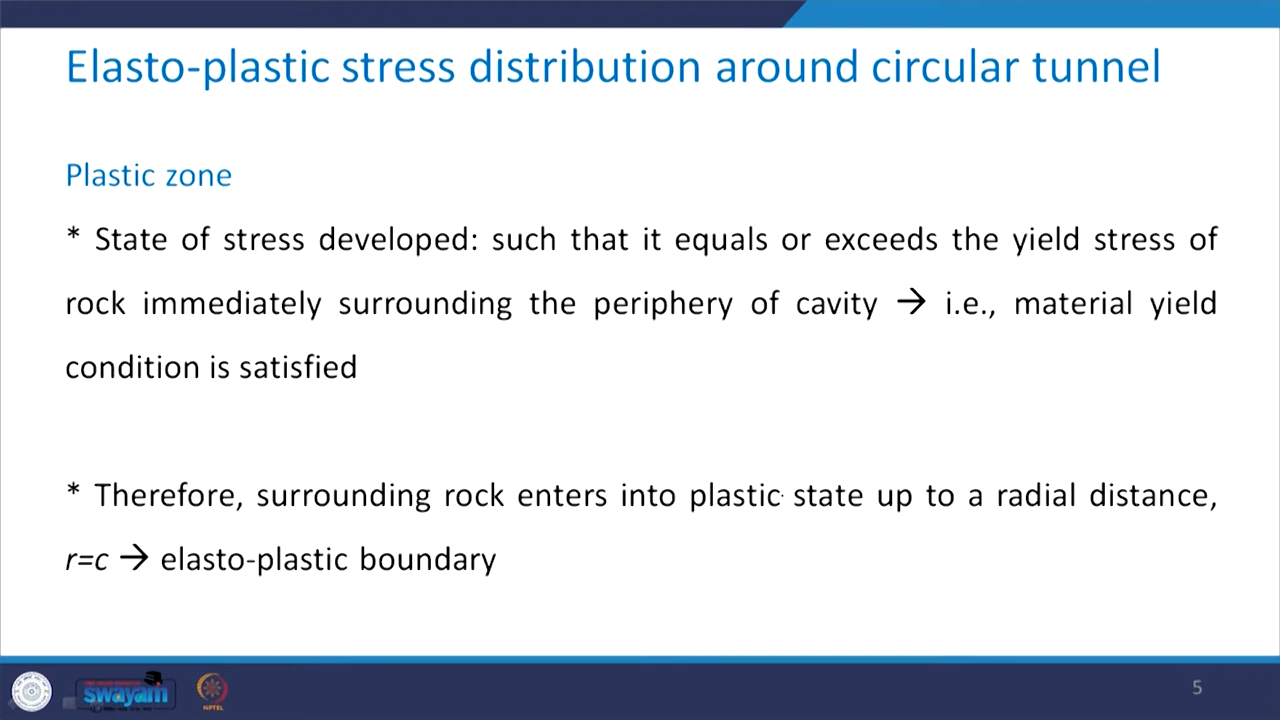 Elasto-plastic stress distribution around circular tunnel
Plastic zone
* State of stress developed: such that it equals or exceeds the yield stress of
rock immediately surrounding the periphery of cavity → i.e., material yield
condition is satisfied
* Therefore, surrounding rock enters into plastic state up to a radial distance,
r=c → elasto-plastic boundary
swayam
NPTEL
5